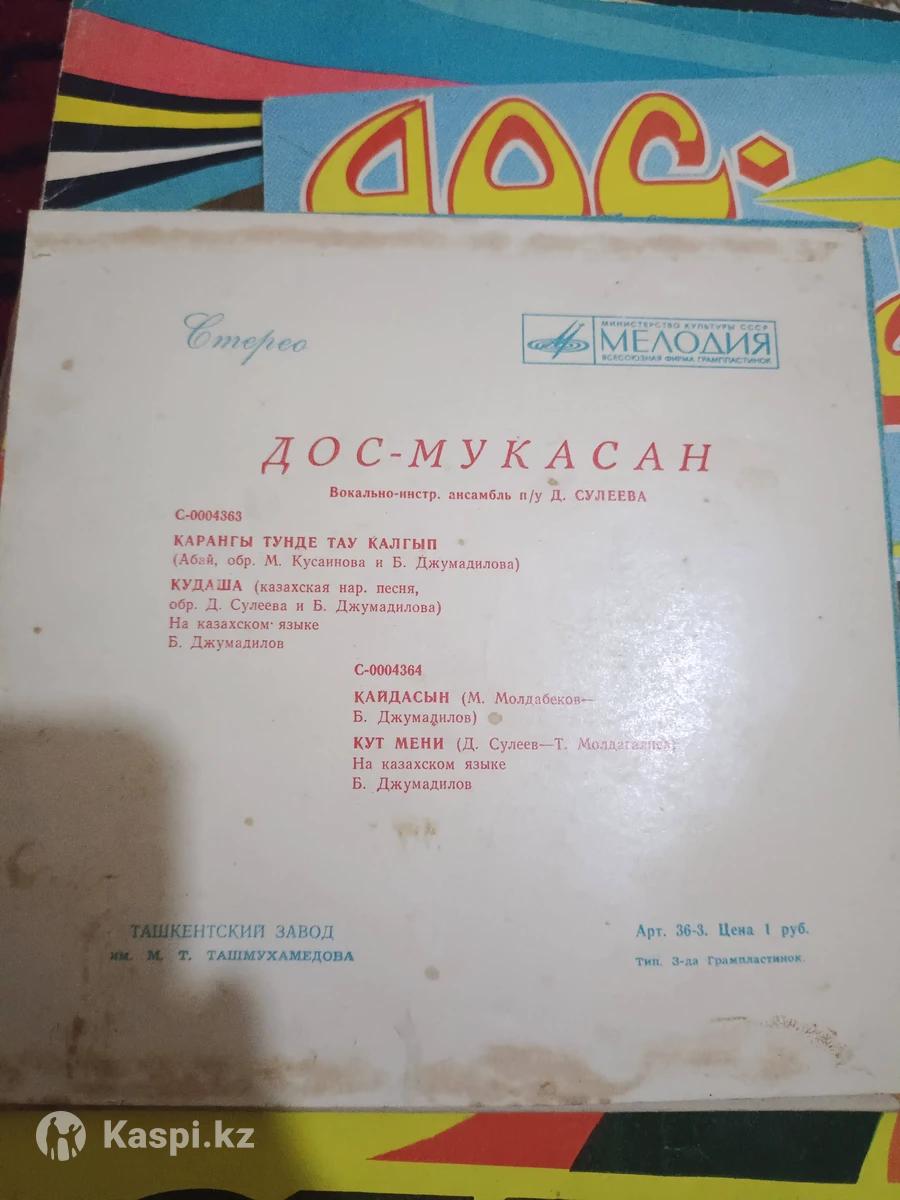 ДОС-
Стерео
МИНИСТЕРСТВО КУЛЬТУРЫ СССР
МЕЛОДИЯ
ВСЕСОЮЗНАЯ ФИРМА ГРАМПЛАСТИНОК
ДОС-МУКАСАН
Вокально-инстр. ансамбль п/у Д. СУЛЕЕВА
С-0004363
ҚАРАНГЫ ТУНДЕ ТАУ ҚАЛГЫП
(Абай, обр. М. Кусаинова и Б. Джумадилова)
КУДАША (казахская нар. песня,
обр. Д. Сулеева и Б. Джумадилова)
На казахском языке
Б. Джумадилов
С-0004364
ҚАЙДАСЫН (М. Молдабеков—
Б. Джумадилов)
КУТ МЕНИ (Д. Сулеев—Т. Молдагалиев)
На казахском языке
Б. Джумадилов
ТАШКЕНТСКИЙ ЗАВОД
им. М. Т. ТАШМУХАМЕДОВА
Арт. 36-3. Цена 1 руб.
Тип. З-да Грампластинок
Kaspi.kz